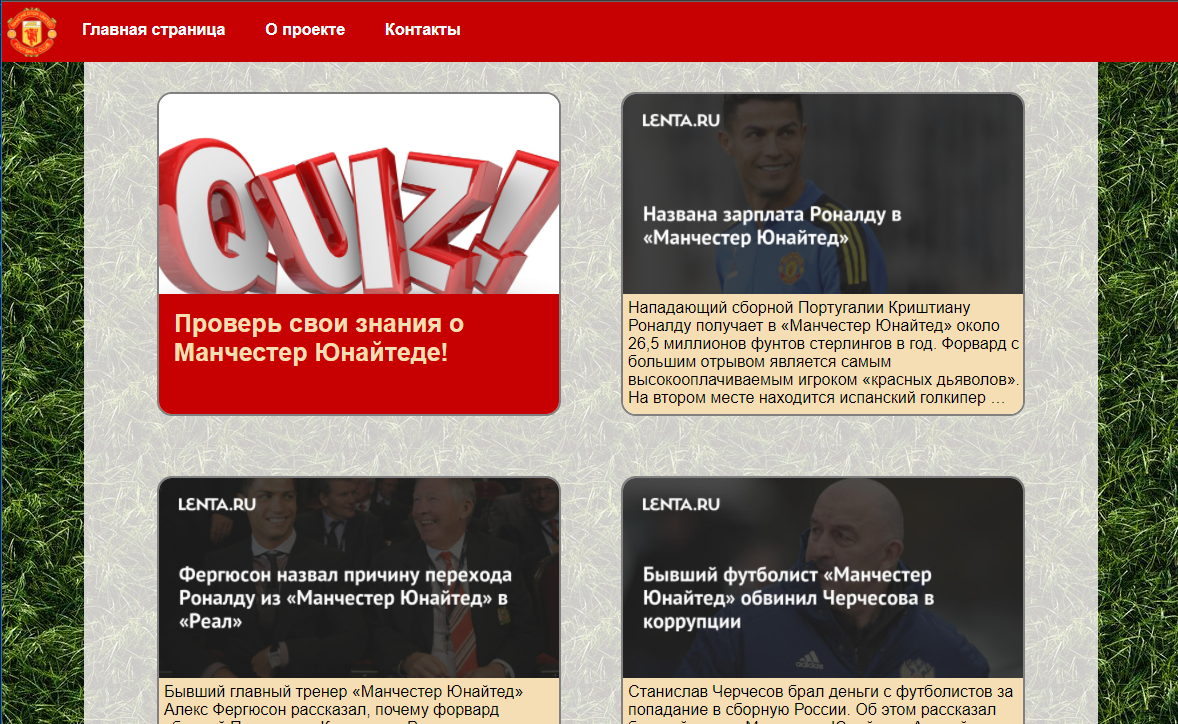 Главная страница
О проекте
Контакты
QUIZ!
Проверь свои знания о
Манчестер Юнайтеде!
LENTA.RU
Названа зарплата Роналду в
«Манчестер Юнайтед»
Нападающий сборной Португалии Криштиану
Роналду получает в «Манчестер Юнайтед» около
26,5 миллионов фунтов стерлингов в год. Форвард с
большим отрывом является самым
высокооплачиваемым игроком «красных дьяволов».
На втором месте находится испанский голкипер …
LENTA.RU
Фергюсон назвал причину перехода
Роналду из «Манчестер Юнайтед» в
«Реал»
Бывший главный тренер «Манчестер Юнайтед»
Алекс Фергюсон рассказал, почему форвард
LENTA.RU
Бывший футболист «Манчестер
Юнайтед» обвинил Черчесова в
коррупции
Станислав Черчесов брал деньги с футболистов за
попадание в сборную России. Об этом рассказал